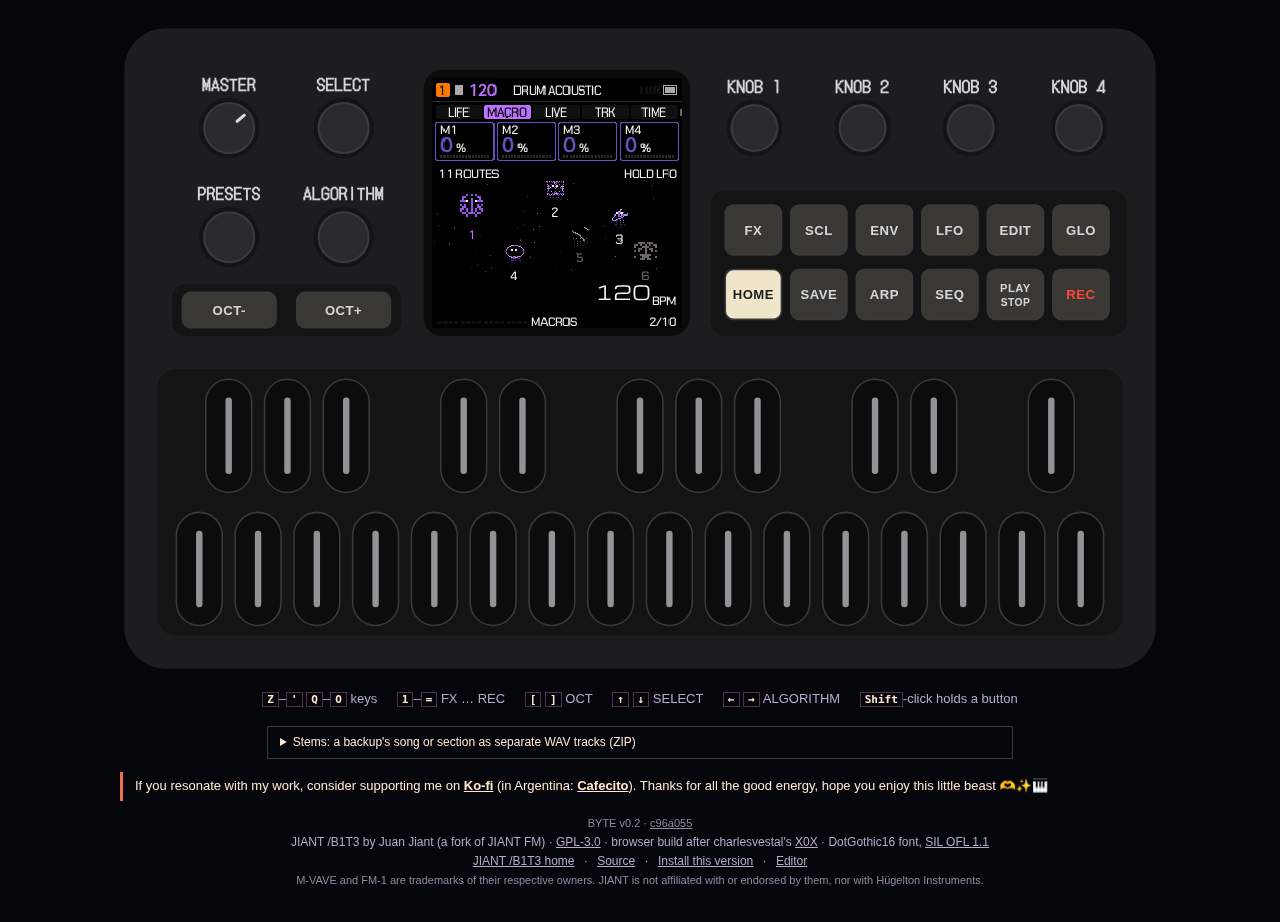 MASTER
SELECT
PRESETS
ALGORITHM
OCT-
OCT+
1 120 DRUM ACOUSTIC
LIFE MACRO LIVE TRK TIME
M1 M2 M3 M4
0% 0% 0% 0%
11 ROUTES HOLD LFO
1
2
3
4
5
6
120 BPM
MACROS 2/10
KNOB 1
KNOB 2
KNOB 3
KNOB 4
FX SCL ENV LFO EDIT GLO
HOME SAVE ARP SEQ PLAY STOP REC
Z–' Q–O keys 1–= FX … REC [ ] OCT ↑ ↓ SELECT ← → ALGORITHM Shift-click holds a button
▶ Stems: a backup's song or section as separate WAV tracks (ZIP)
If you resonate with my work, consider supporting me on Ko-fi (in Argentina: Cafecito). Thanks for all the good energy, hope you enjoy this little beast 🫶✨🎹
BYTE v0.2 · c96a055
JIANT /B1T3 by Juan Jiant (a fork of JIANT FM) · GPL-3.0 · browser build after charlesvestal's X0X · DotGothic16 font, SIL OFL 1.1
JIANT /B1T3 home · Source · Install this version · Editor
M-VAVE and FM-1 are trademarks of their respective owners. JIANT is not affiliated with or endorsed by them, nor with Hügelton Instruments.